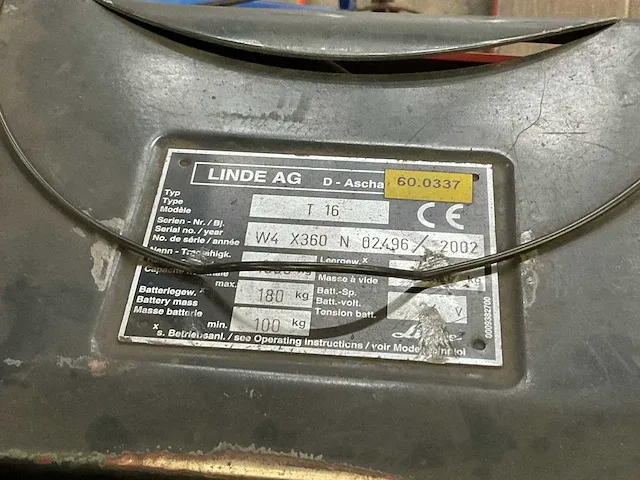 LINDE AG D - Ascha
60.0337
Typ
Type
Modèle
T 16
CE
Serien - Nr. / Bj.
Serial no. / year
No. de série / année
W4 X360 N 02496 / 2002
Leergew. x
Masse à vide
max.
Batteriegew. x
Battery mass
Masse batterie
180 kg
min.
100 kg
Batt.-Sp.
Batt.-volt.
Tension batt.
V
x s. Betriebsanl. / see Operating Instructions / voir Mode
0009382700